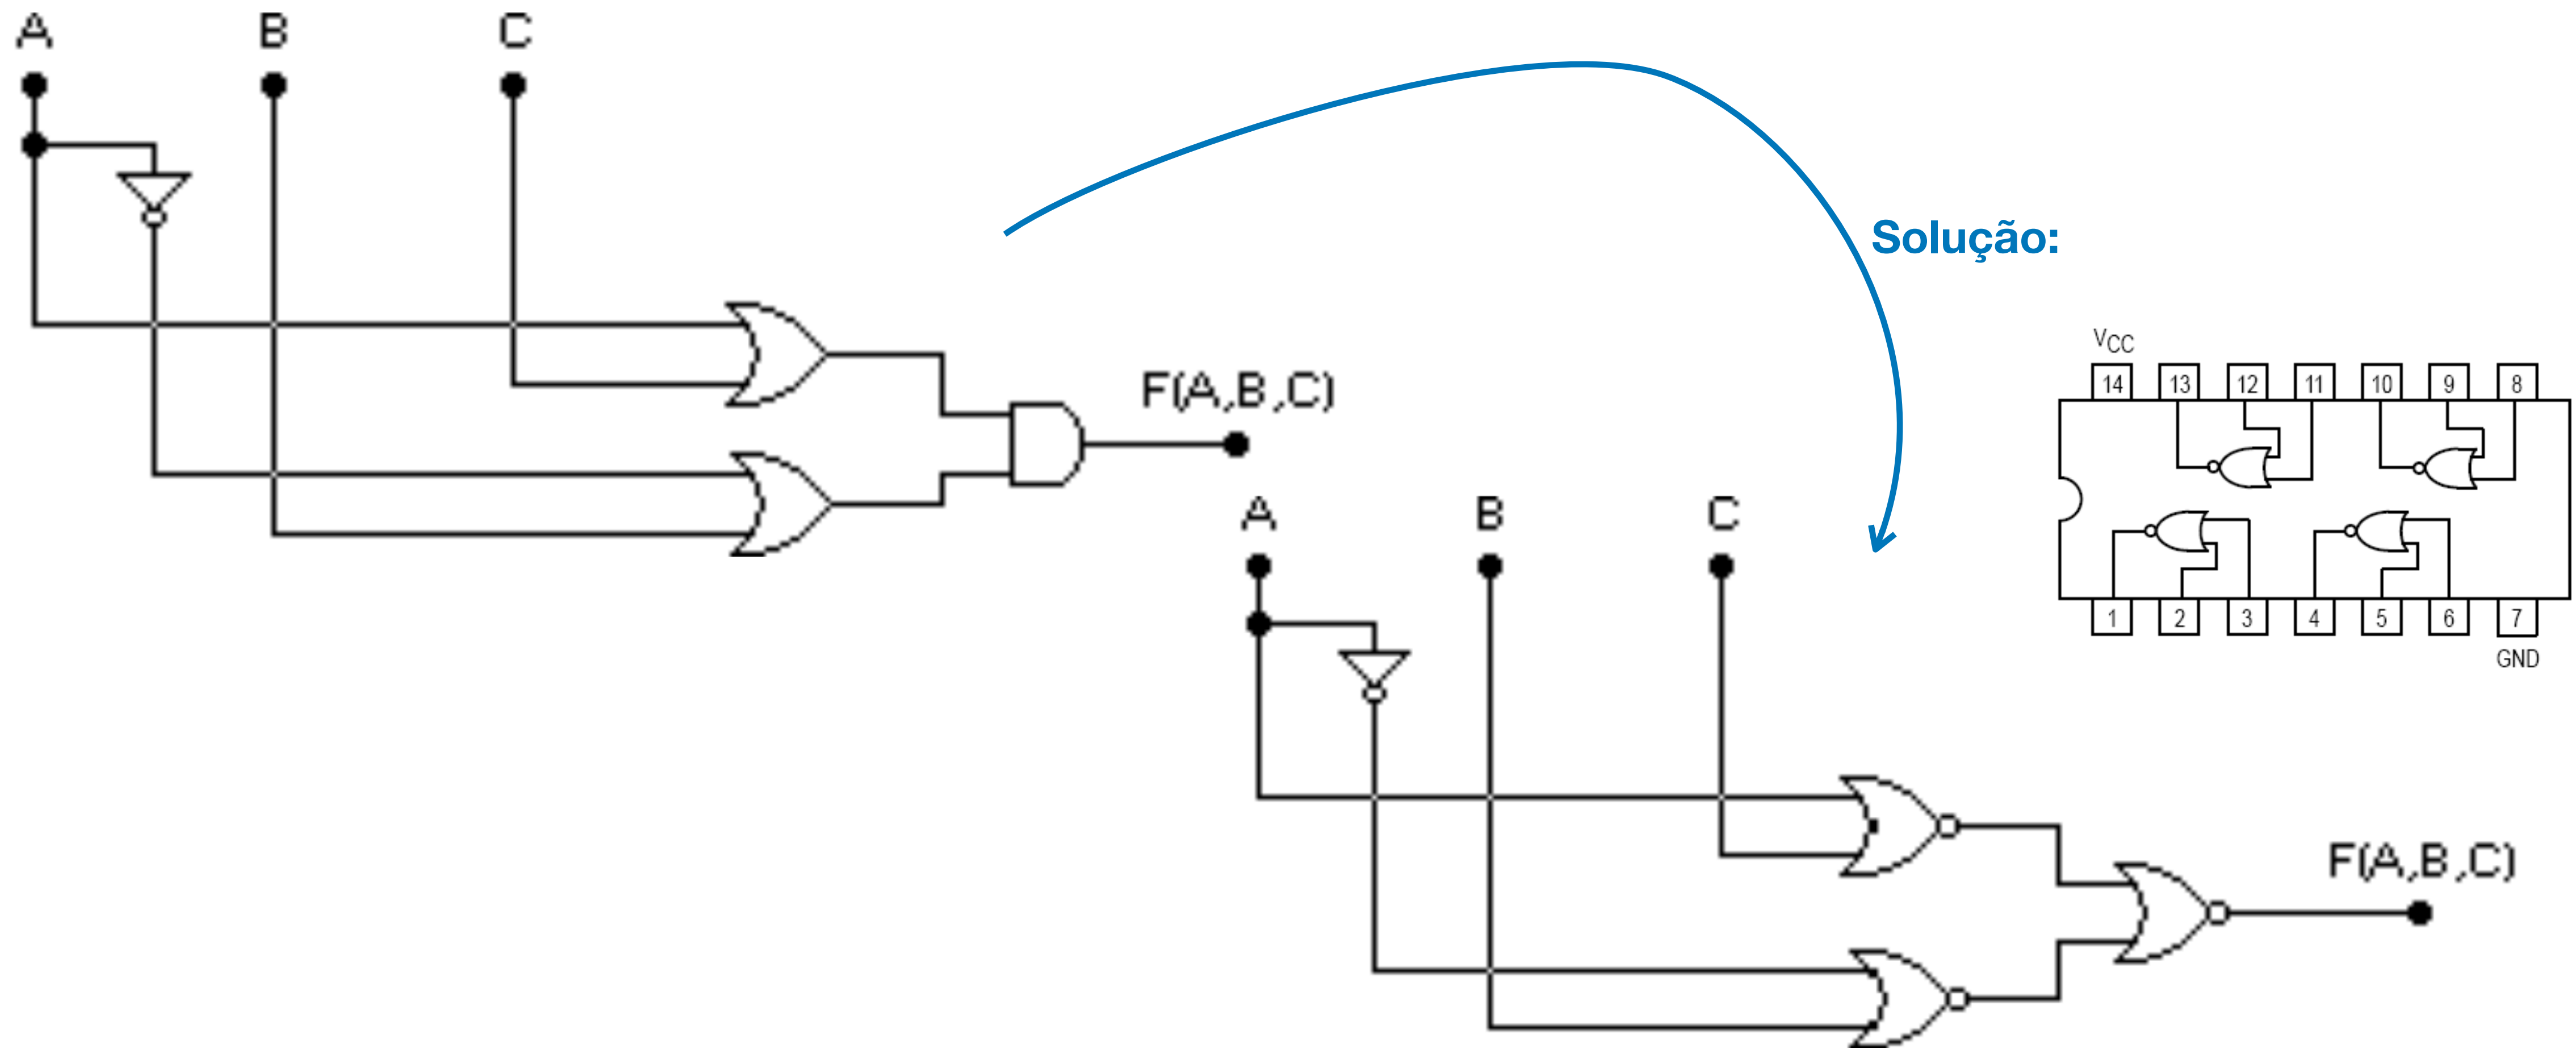 A B C
F(A,B,C)
Solução:
VCC
14 13 12 11 10 9 8
1 2 3 4 5 6 7
GND
A B C
F(A,B,C)